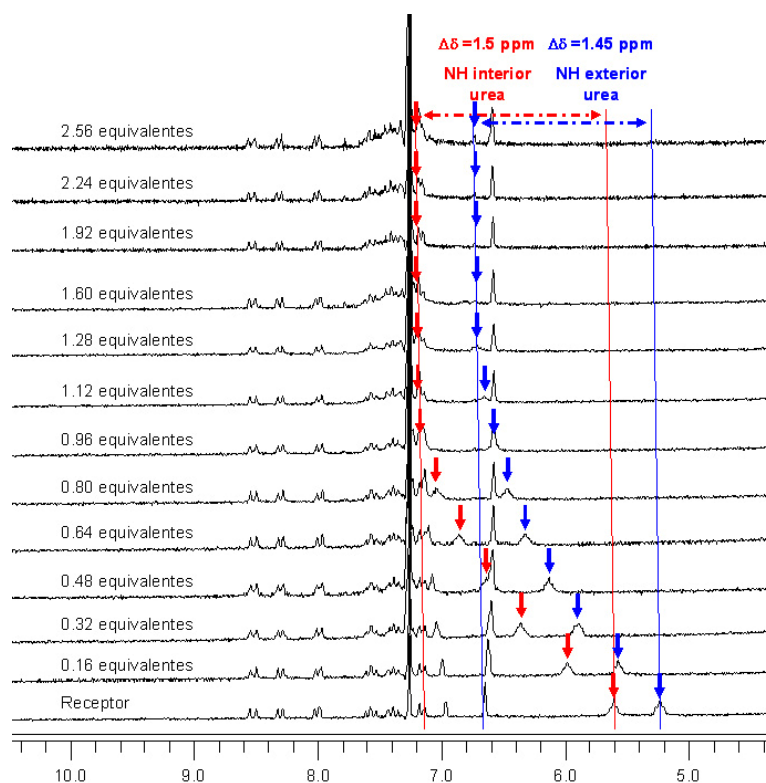 Δδ =1.5 ppm Δδ =1.45 ppm
NH interior urea NH exterior urea
2.56 equivalentes
2.24 equivalentes
1.92 equivalentes
1.60 equivalentes
1.28 equivalentes
1.12 equivalentes
0.96 equivalentes
0.80 equivalentes
0.64 equivalentes
0.48 equivalentes
0.32 equivalentes
0.16 equivalentes
Receptor
10.0 9.0 8.0 7.0 6.0 5.0